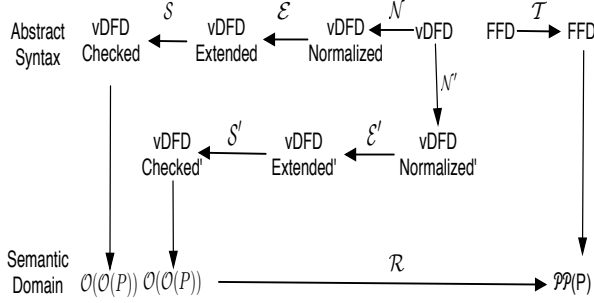 Abstract Syntax
vDFD Checked
𝒮
vDFD Extended
ℰ
vDFD Normalized
𝒩
vDFD
FFD
𝒯
FFD
𝒩'
vDFD Checked'
𝒮'
vDFD Extended'
ℰ'
vDFD Normalized'
Semantic Domain
𝒪(𝒪(P))
𝒪(𝒪(P))
ℛ
𝒫𝒫(P)